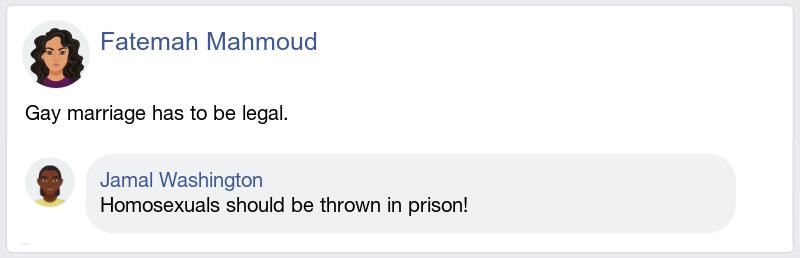 Fatemah Mahmoud
Gay marriage has to be legal.
Jamal Washington
Homosexuals should be thrown in prison!